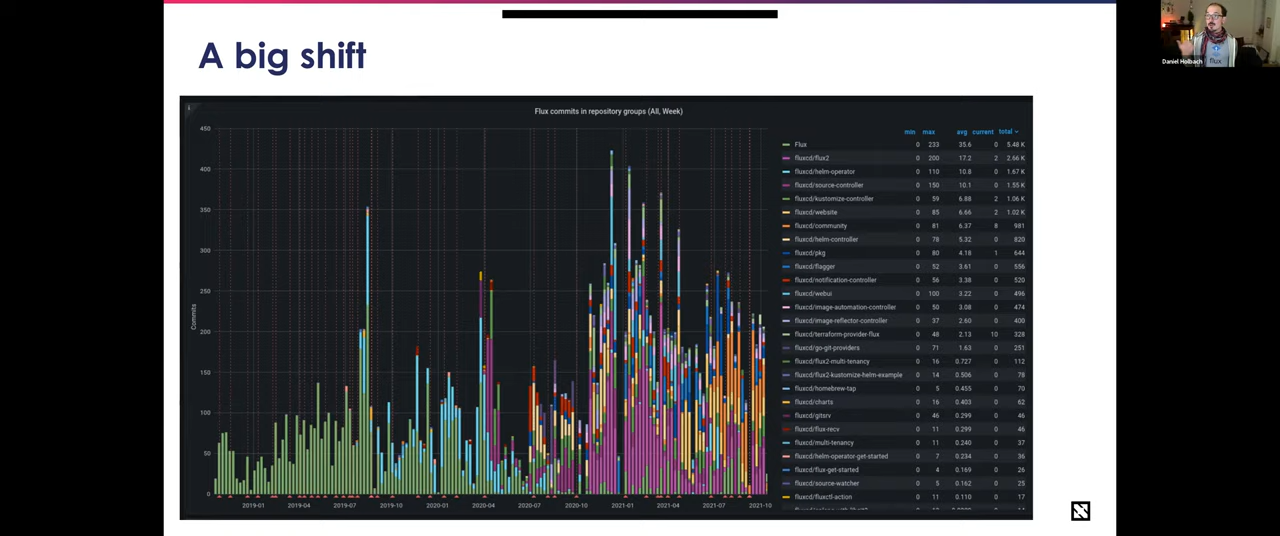 A big shift
Daniel Holbach
flux
Flux commits in repository groups (All, Week)
Commits
450
400
350
300
250
200
150
100
50
0
2019-01 2019-04 2019-07 2019-10 2020-01 2020-04 2020-07 2020-10 2021-01 2021-04 2021-07 2021-10
min max avg current total
Flux 0 233 35.6 0 5.48 K
fluxcd/flux2 0 200 17.2 2 2.66 K
fluxcd/helm-operator 0 110 10.8 0 1.67 K
fluxcd/source-controller 0 150 10.1 0 1.55 K
fluxcd/kustomize-controller 0 59 6.88 2 1.06 K
fluxcd/website 0 85 6.66 2 1.02 K
fluxcd/community 0 81 6.37 8 981
fluxcd/helm-controller 0 78 5.32 0 820
fluxcd/pkg 0 80 4.18 1 644
fluxcd/flagger 0 52 3.61 0 556
fluxcd/notification-controller 0 56 3.38 0 520
fluxcd/webui 0 100 3.22 0 496
fluxcd/image-automation-controller 0 50 3.08 0 474
fluxcd/image-reflector-controller 0 37 2.60 0 400
fluxcd/terraform-provider-flux 0 48 2.13 10 328
fluxcd/go-git-providers 0 71 1.63 0 251
fluxcd/flux2-multi-tenancy 0 16 0.727 0 112
fluxcd/flux2-kustomize-helm-example 0 14 0.506 0 78
fluxcd/homebrew-tap 0 5 0.455 0 70
fluxcd/charts 0 16 0.403 0 62
fluxcd/gitsrv 0 46 0.299 0 46
fluxcd/flux-recv 0 11 0.299 0 46
fluxcd/multi-tenancy 0 11 0.240 0 37
fluxcd/helm-operator-get-started 0 7 0.234 0 36
fluxcd/flux-get-started 0 4 0.169 0 26
fluxcd/source-watcher 0 5 0.162 0 25
fluxcd/fluxctl-action 0 11 0.110 0 17